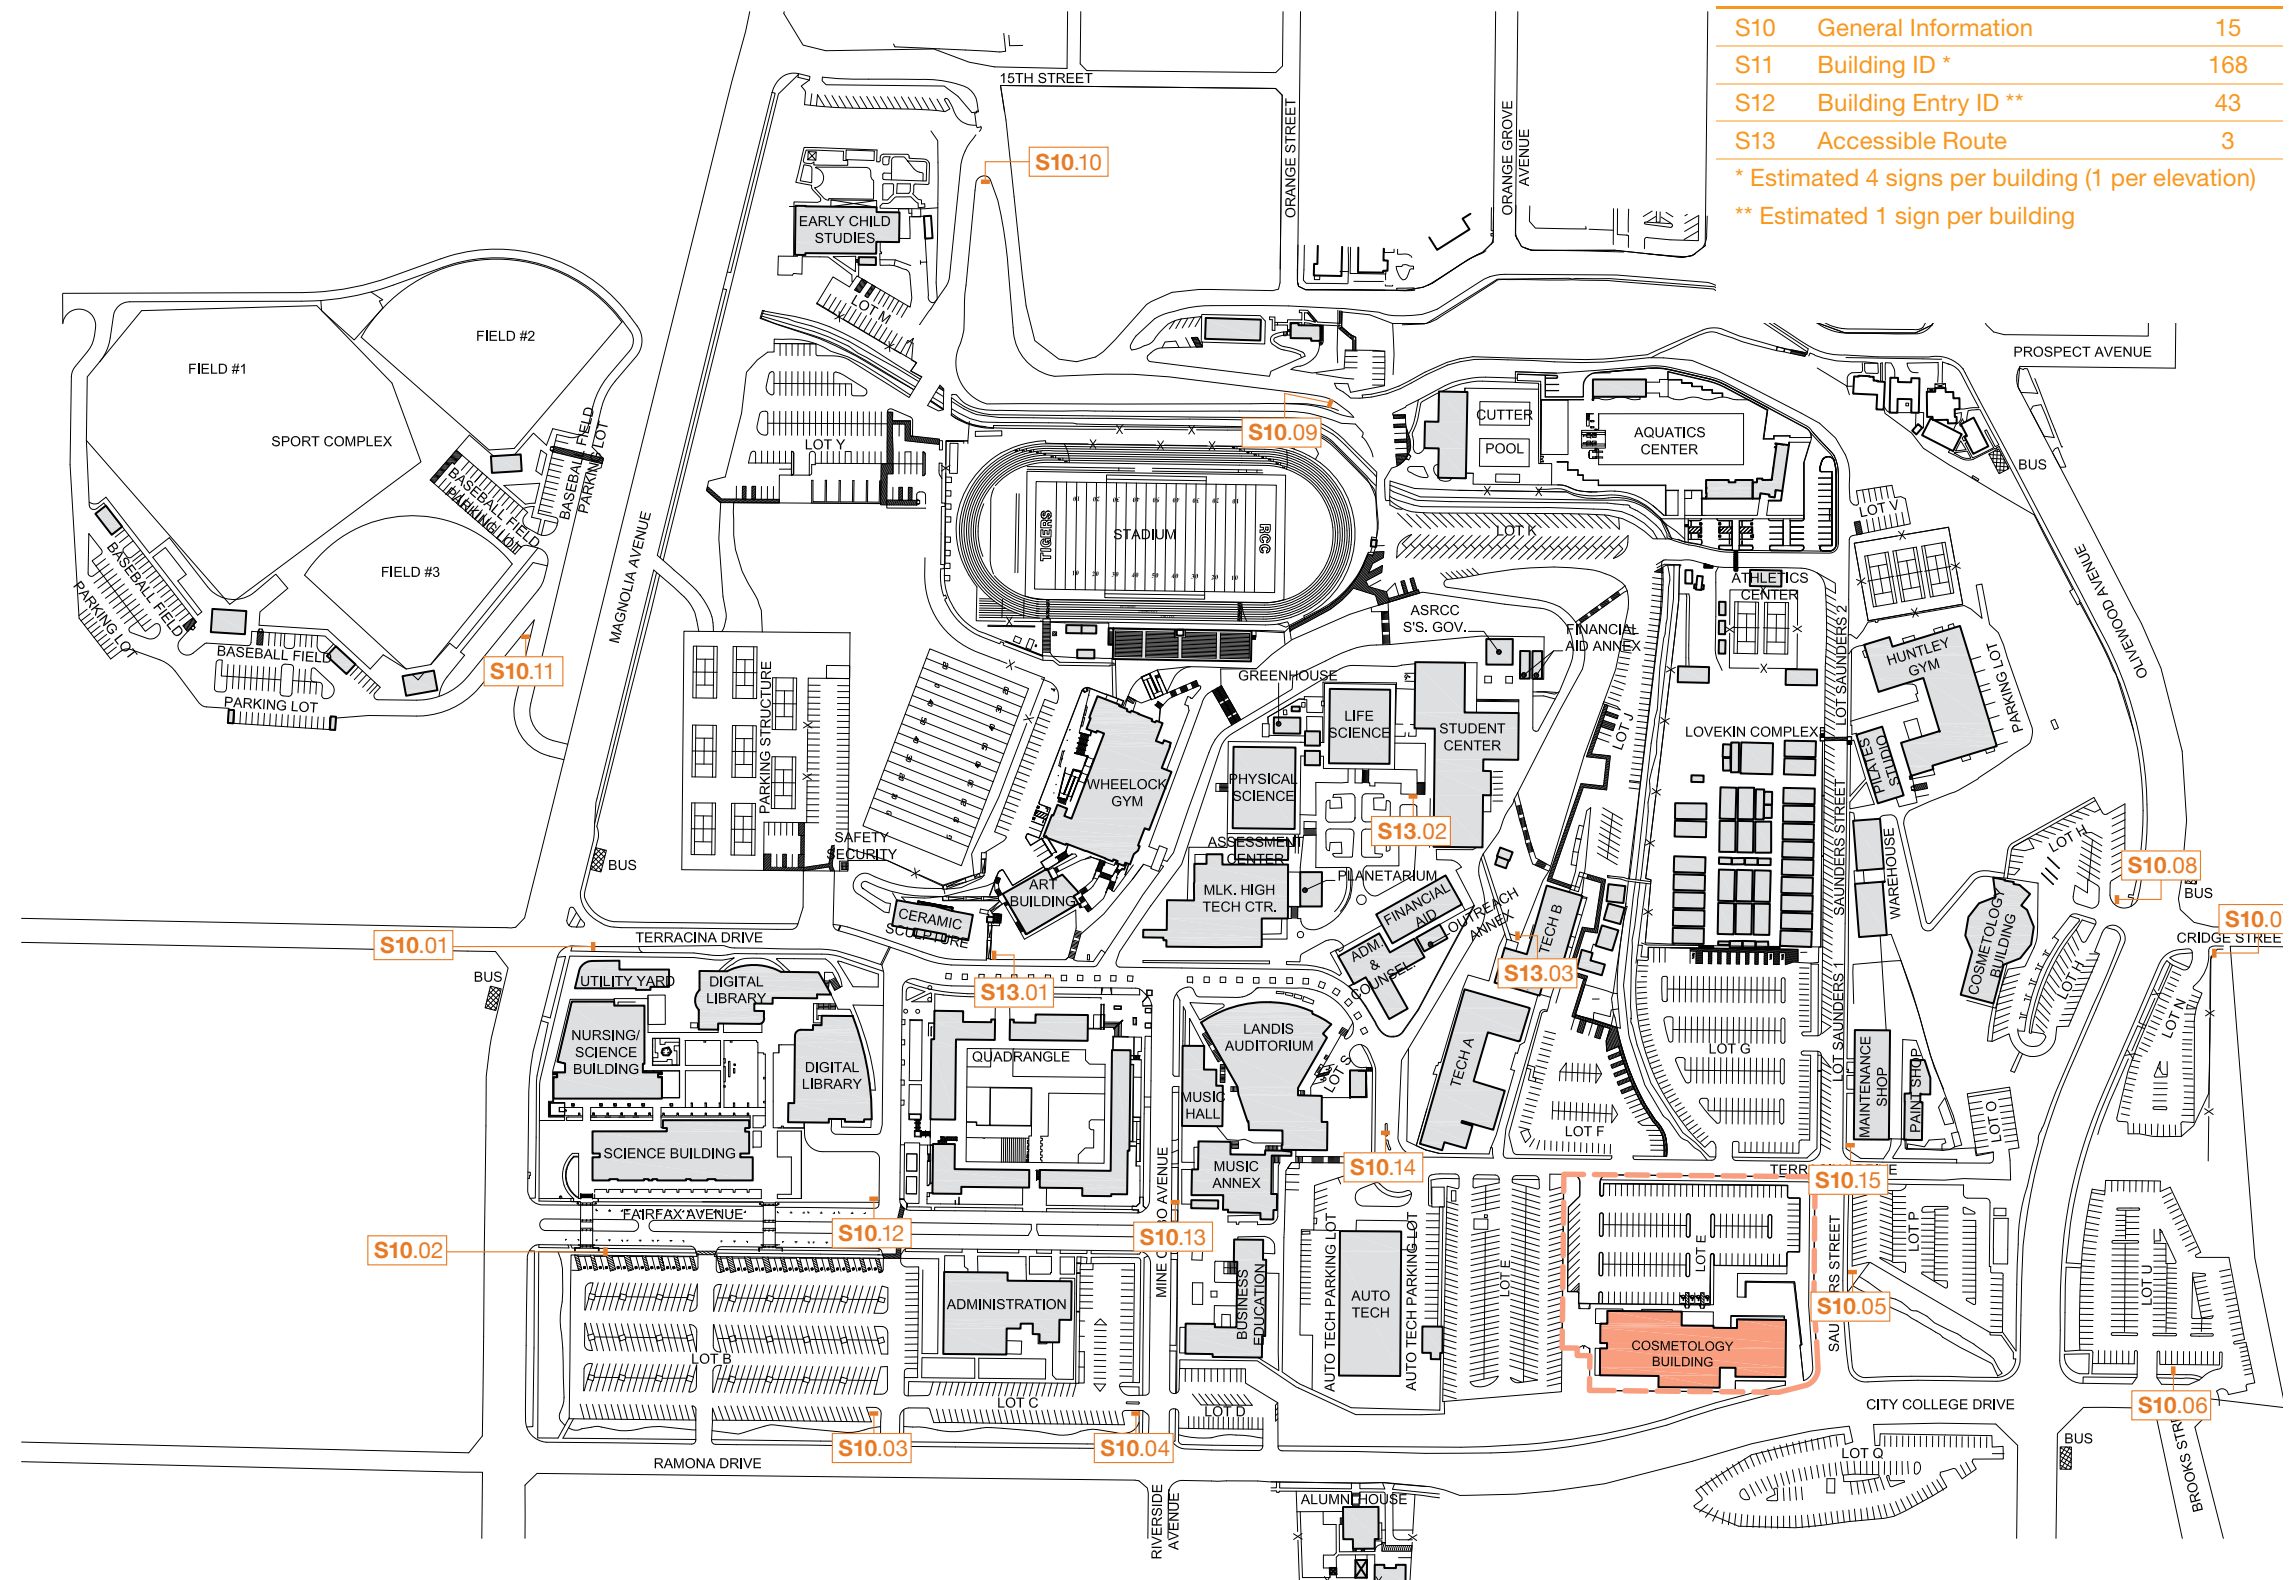 S10 General Information 15
S11 Building ID * 168
S12 Building Entry ID ** 43
S13 Accessible Route 3
* Estimated 4 signs per building (1 per elevation)
** Estimated 1 sign per building
15TH STREET
ORANGE STREET
ORANGE GROVE
AVENUE
S10.10
EARLY CHILD
STUDIES
LOT M
FIELD #2
FIELD #1
PROSPECT AVENUE
SPORT COMPLEX
BASEBALL FIELD
PARKING LOT
BASEBALL FIELD
PARKING LOT
LOT Y
S10.09
CUTTER
POOL
AQUATICS
CENTER
BUS
LOT V
LOT K
TIGERS
STADIUM
RCC
FIELD #3
BASEBALL FIELD
PARKING LOT
MAGNOLIA AVENUE
OLIVEWOOD AVENUE
ATHLETICS
CENTER
ASRCC
S'S. GOV.
FINANCIAL
AID ANNEX
BASEBALL FIELD
PARKING LOT
S10.11
GREENHOUSE
HUNTLEY
GYM
PARKING LOT
LOT SAUNDERS 2
PARKING STRUCTURE
LIFE
SCIENCE
STUDENT
CENTER
LOT J
LOVEKIN COMPLEX
PILATES
STUDIO
WHEELOCK
GYM
PHYSICAL
SCIENCE
SAUNDERS STREET
S13.02
SAFETY
SECURITY
ASSESSMENT
CENTER
PLANETARIUM
WAREHOUSE
LOT H
S10.08
BUS
BUS
ART
BUILDING
MLK. HIGH
TECH CTR.
FINANCIAL
AID
OUTREACH
ANNEX
TECH B
CERAMIC
SCULPTURE
COSMETOLOGY
BUILDING
S10.0
CRIDGE STREE
S10.01
TERRACINA DRIVE
ADM.
&
COUNSEL.
S13.03
LOT H
BUS
UTILITY YARD
DIGITAL
LIBRARY
S13.01
LOT N
LOT SAUNDERS 1
NURSING/
SCIENCE
BUILDING
QUADRANGLE
LANDIS
AUDITORIUM
LOT S
TECH A
LOT G
DIGITAL
LIBRARY
MUSIC
HALL
MAINTENANCE
SHOP
PAINT SHOP
LOT O
LOT F
SCIENCE BUILDING
MUSIC
ANNEX
S10.14
S10.15
FAIRFAX AVENUE
S10.12
S10.13
S10.02
AUTO TECH PARKING LOT
AUTO TECH PARKING LOT
LOT E
LOT E
LOT P
LOT U
BUSINESS
EDUCATION
AUTO
TECH
ADMINISTRATION
S10.05
COSMETOLOGY
BUILDING
LOT B
LOT C
LOT D
S10.06
CITY COLLEGE DRIVE
S10.03
S10.04
BUS
RAMONA DRIVE
LOT Q
RIVERSIDE
AVENUE